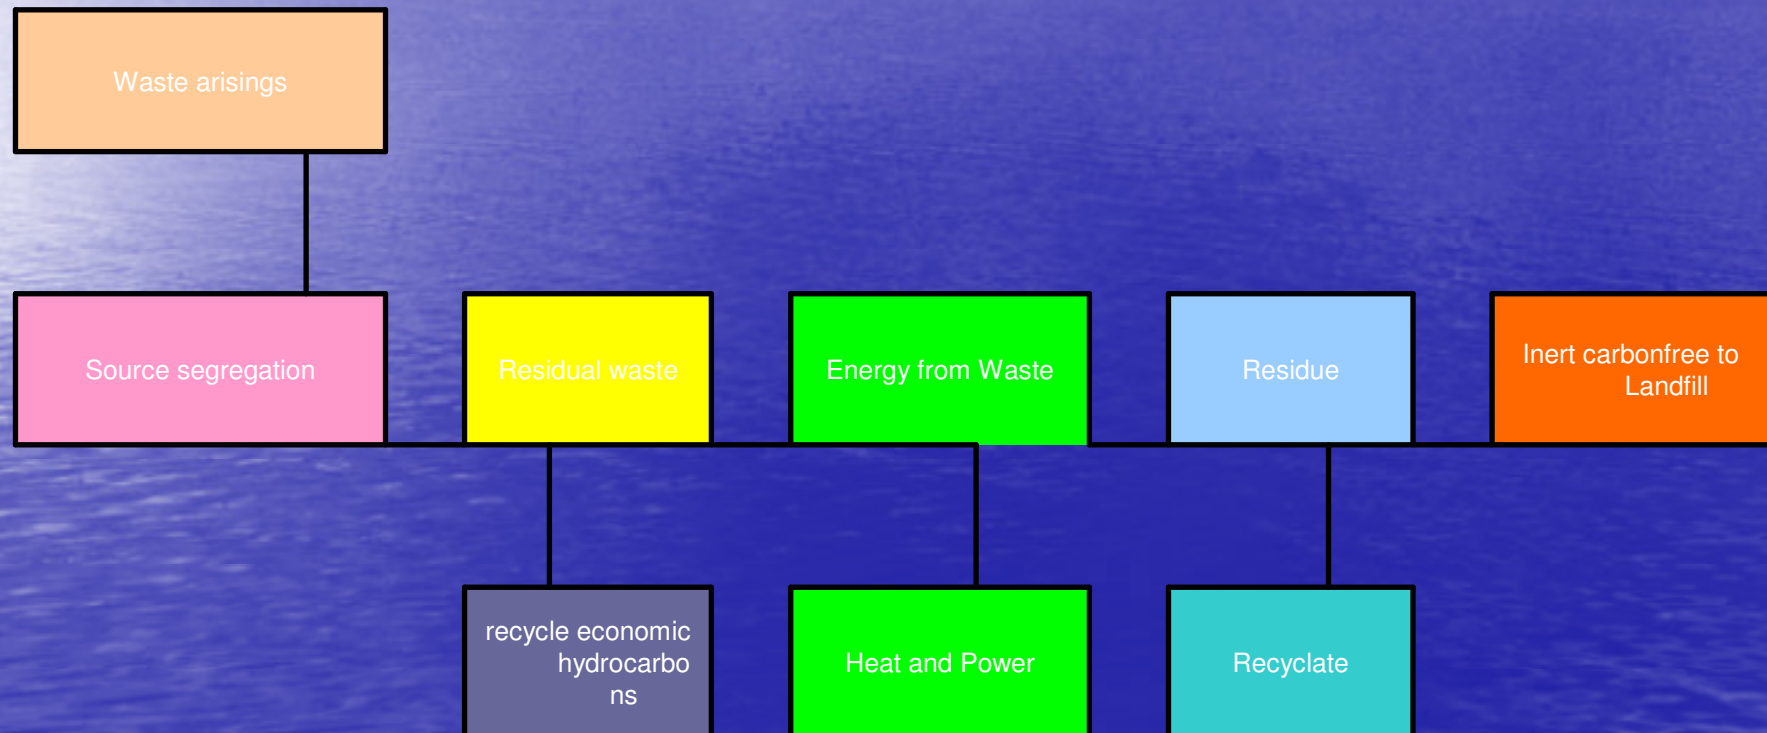 Waste arisings
Source segregation
Residual waste
Energy from Waste
Residue
Inert carbonfree to
Landfill
recycle economic
hydrocarbo
ns
Heat and Power
Recyclate